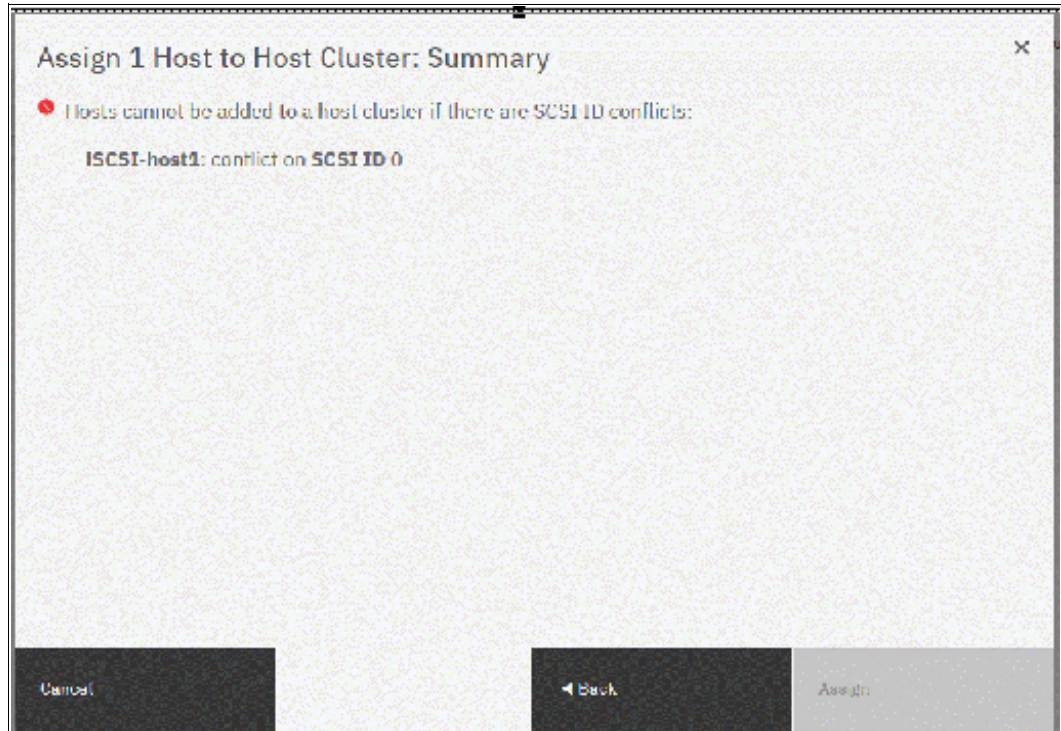 Assign 1 Host to Host Cluster: Summary
Hosts cannot be added to a host cluster if there are SCSI ID conflicts:
ISCSI-host1: conflict on SCSI ID 0
Cancel
Back
Assign